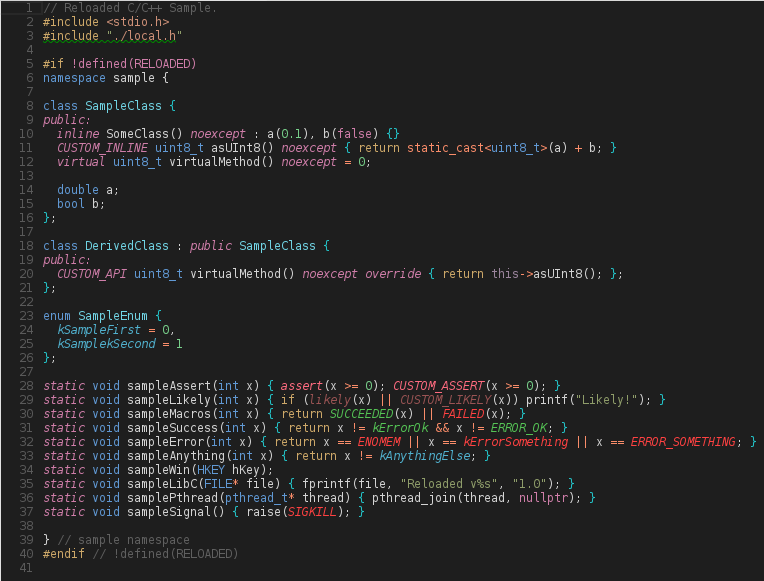 1 // Reloaded C/C++ Sample.
2 #include <stdio.h>
3 #include "./local.h"
4
5 #if !defined(RELOADED)
6 namespace sample {
7
8 class SampleClass {
9 public:
10   inline SomeClass() noexcept : a(0.1), b(false) {}
11   CUSTOM_INLINE uint8_t asUInt8() noexcept { return static_cast<uint8_t>(a) + b; }
12   virtual uint8_t virtualMethod() noexcept = 0;
13
14   double a;
15   bool b;
16 };
17
18 class DerivedClass : public SampleClass {
19 public:
20   CUSTOM_API uint8_t virtualMethod() noexcept override { return this->asUInt8(); };
21 };
22
23 enum SampleEnum {
24   kSampleFirst = 0,
25   kSamplekSecond = 1
26 };
27
28 static void sampleAssert(int x) { assert(x >= 0); CUSTOM_ASSERT(x >= 0); }
29 static void sampleLikely(int x) { if (likely(x) || CUSTOM_LIKELY(x)) printf("Likely!"); }
30 static void sampleMacros(int x) { return SUCCEEDED(x) || FAILED(x); }
31 static void sampleSuccess(int x) { return x != kErrorOk && x != ERROR_OK; }
32 static void sampleError(int x) { return x == ENOMEM || x == kErrorSomething || x == ERROR_SOMETHING; }
33 static void sampleAnything(int x) { return x != kAnythingElse; }
34 static void sampleWin(HKEY hKey);
35 static void sampleLibC(FILE* file) { fprintf(file, "Reloaded v%s", "1.0"); }
36 static void samplePthread(pthread_t* thread) { pthread_join(thread, nullptr); }
37 static void sampleSignal() { raise(SIGKILL); }
38
39 } // sample namespace
40 #endif // !defined(RELOADED)
41